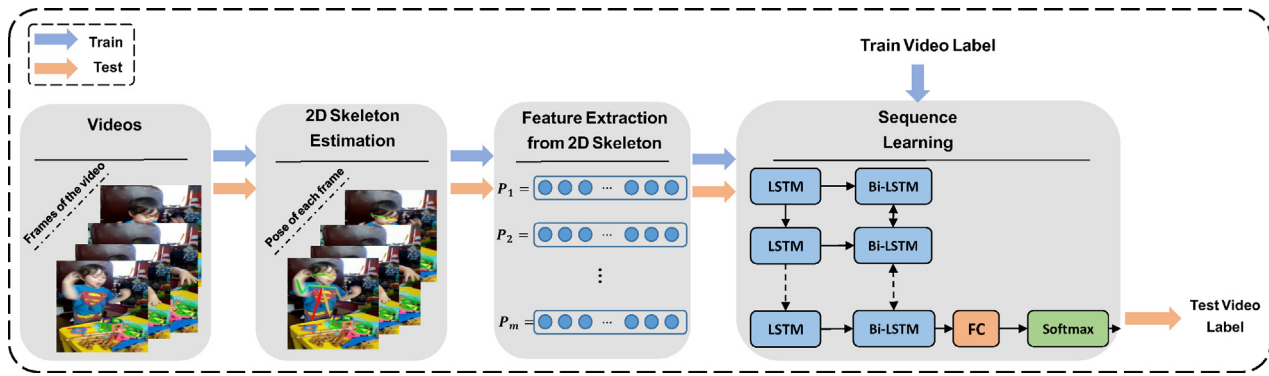 Train
Test
Train Video Label
Videos
Frames of the video
2D Skeleton
Estimation
Pose of each frame
Feature Extraction
from 2D Skeleton
P₁ = ...
P₂ = ...
⋮
Pₘ = ...
Sequence
Learning
LSTM Bi-LSTM
LSTM Bi-LSTM
LSTM Bi-LSTM FC Softmax
Test Video
Label